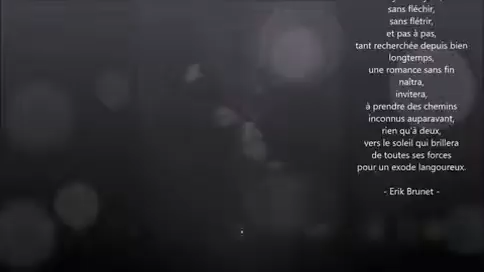 sans fléchir,
sans flétrir,
et pas à pas,
tant recherchée depuis bien
longtemps,
une romance sans fin
naîtra,
invitera,
à prendre des chemins
inconnus auparavant,
rien qu'à deux,
vers le soleil qui brillera
de toutes ses forces
pour un exode langoureux.
- Erik Brunet -